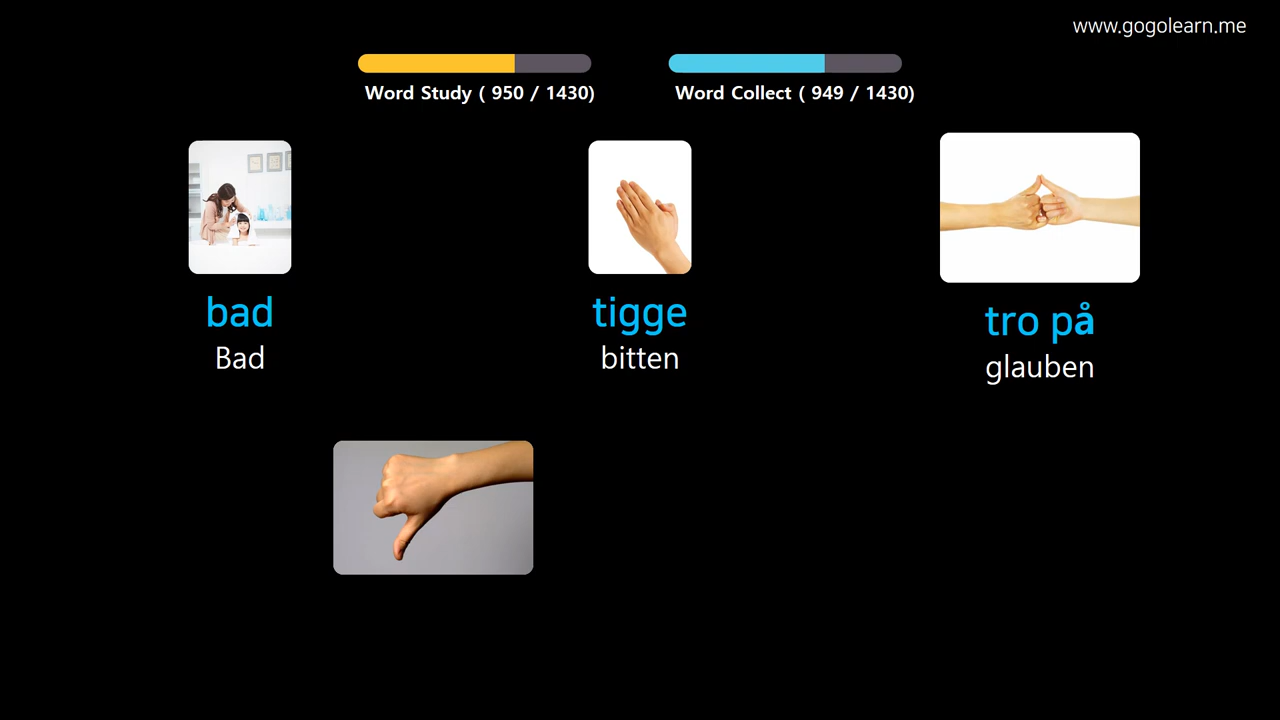 www.gogolearn.me
Word Study ( 950 / 1430)
Word Collect ( 949 / 1430)
bad
Bad
tigge
bitten
tro på
glauben